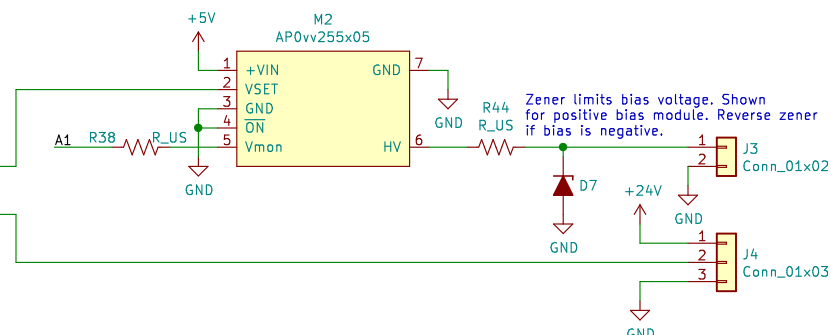 +5V
M2
AP0vv255x05
1
+VIN
2
VSET
3
GND
4
ON
5
Vmon
GND
7
HV
6
A1
R38
R_US
GND
GND
R44
R_US
Zener limits bias voltage. Shown
for positive bias module. Reverse zener
if bias is negative.
D7
GND
1
2
J3
Conn_01x02
GND
+24V
1
2
3
J4
Conn_01x03
GND